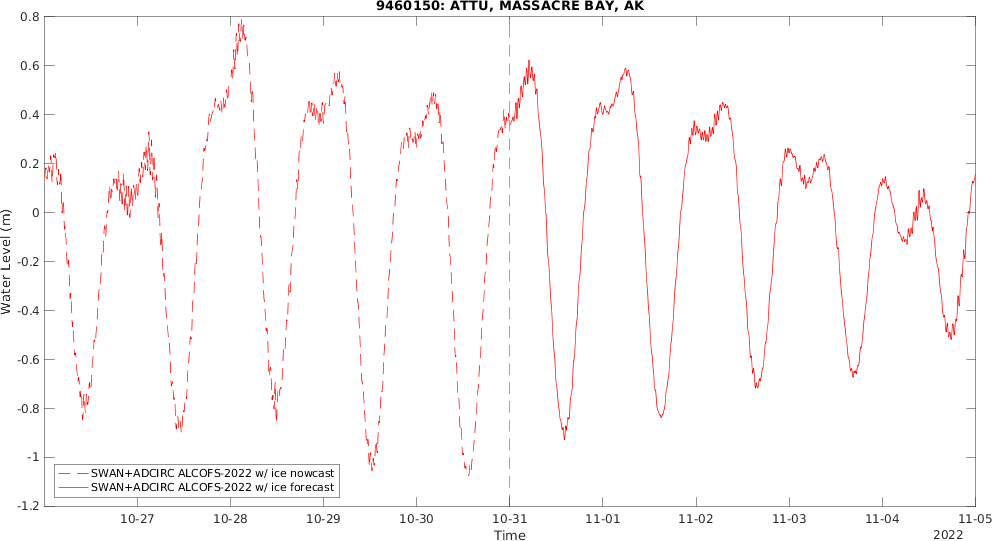 9460150: ATTU, MASSACRE BAY, AK
0.8
0.6
0.4
0.2
0
-0.2
-0.4
-0.6
-0.8
-1
-1.2
Water Level (m)
SWAN+ADCIRC ALCOFS-2022 w/ ice nowcast
SWAN+ADCIRC ALCOFS-2022 w/ ice forecast
10-27 10-28 10-29 10-30 10-31 11-01 11-02 11-03 11-04 11-05
Time
2022